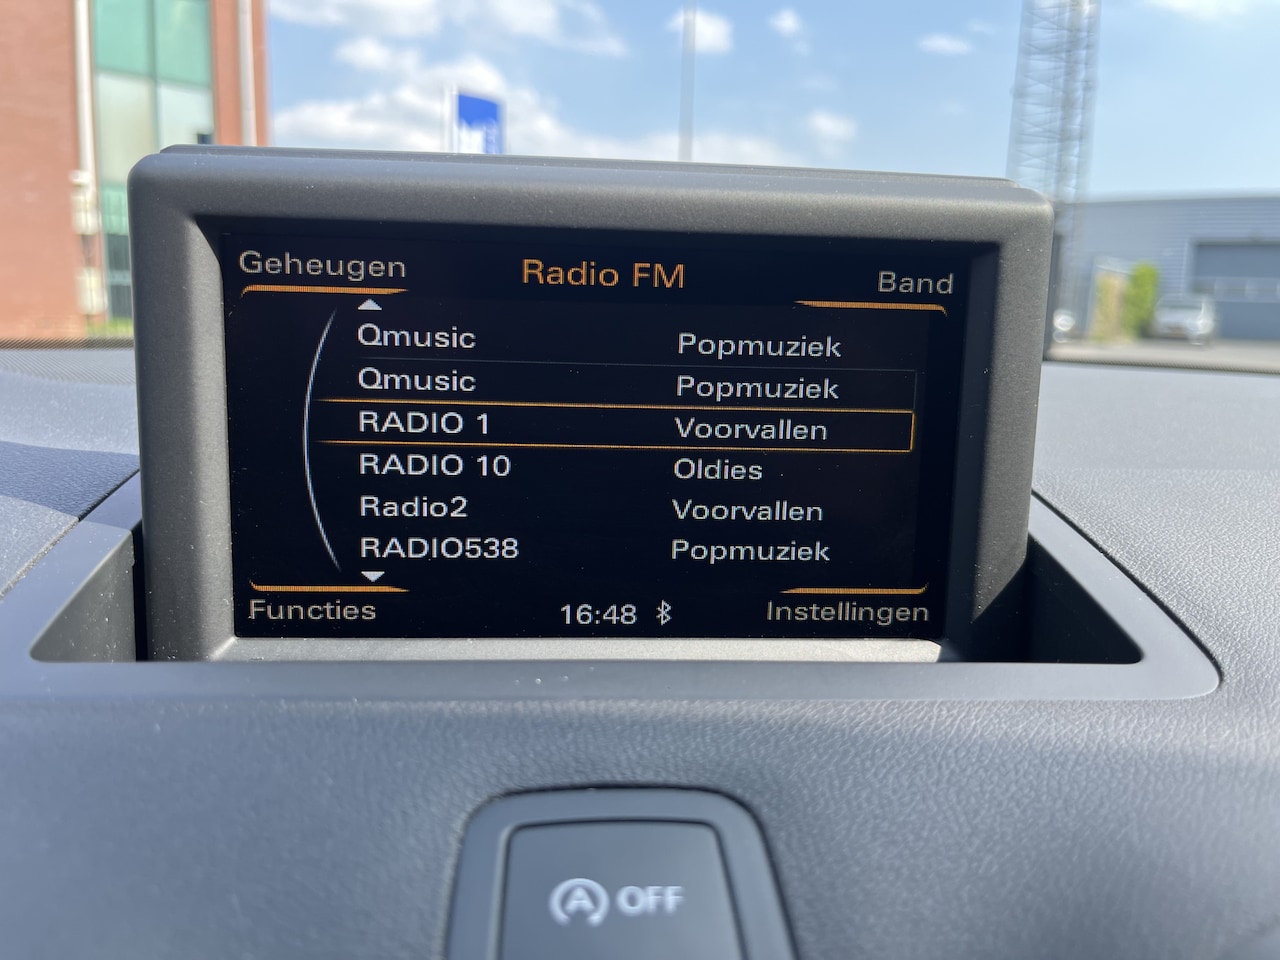 Geheugen Radio FM Band
Qmusic Popmuziek
Qmusic Popmuziek
RADIO 1 Voorvallen
RADIO 10 Oldies
Radio2 Voorvallen
RADIO538 Popmuziek
Functies 16:48 Instellingen
A OFF